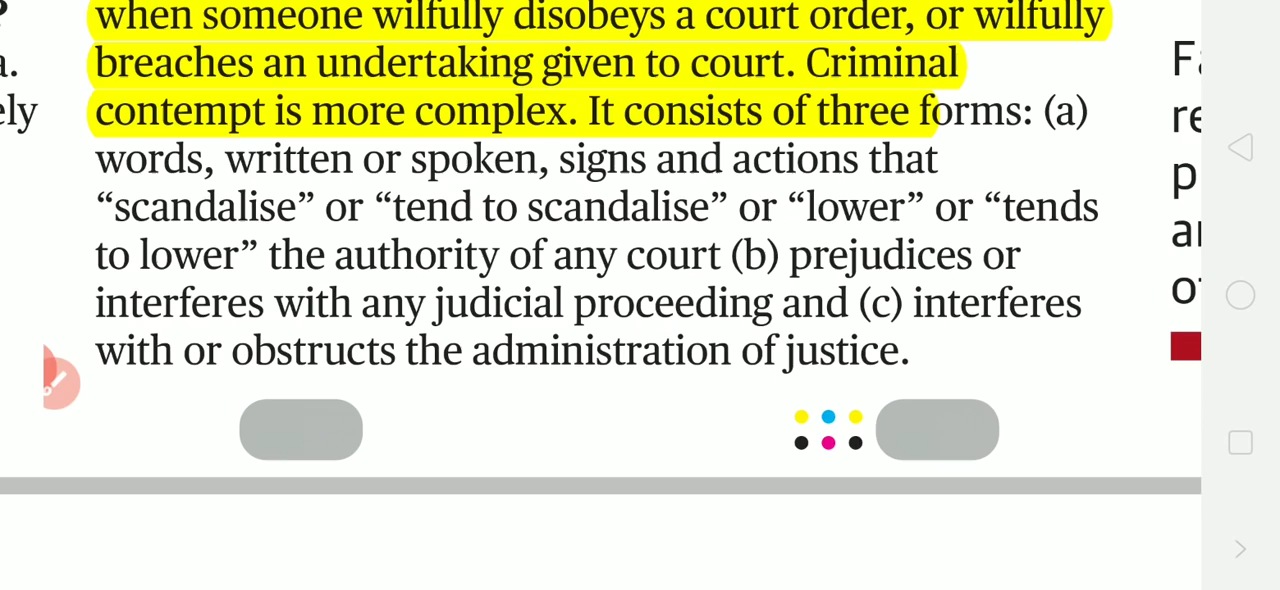 when someone wilfully disobeys a court order, or wilfully
breaches an undertaking given to court. Criminal
contempt is more complex. It consists of three forms: (a)
words, written or spoken, signs and actions that
“scandalise” or “tend to scandalise” or “lower” or “tends
to lower” the authority of any court (b) prejudices or
interferes with any judicial proceeding and (c) interferes
with or obstructs the administration of justice.